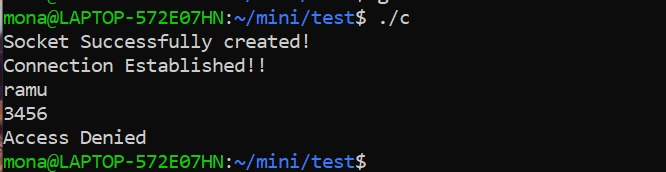 mona@LAPTOP-572E07HN:~/mini/test$ ./c
Socket Successfully created!
Connection Established!!
ramu
3456
Access Denied
mona@LAPTOP-572E07HN:~/mini/test$